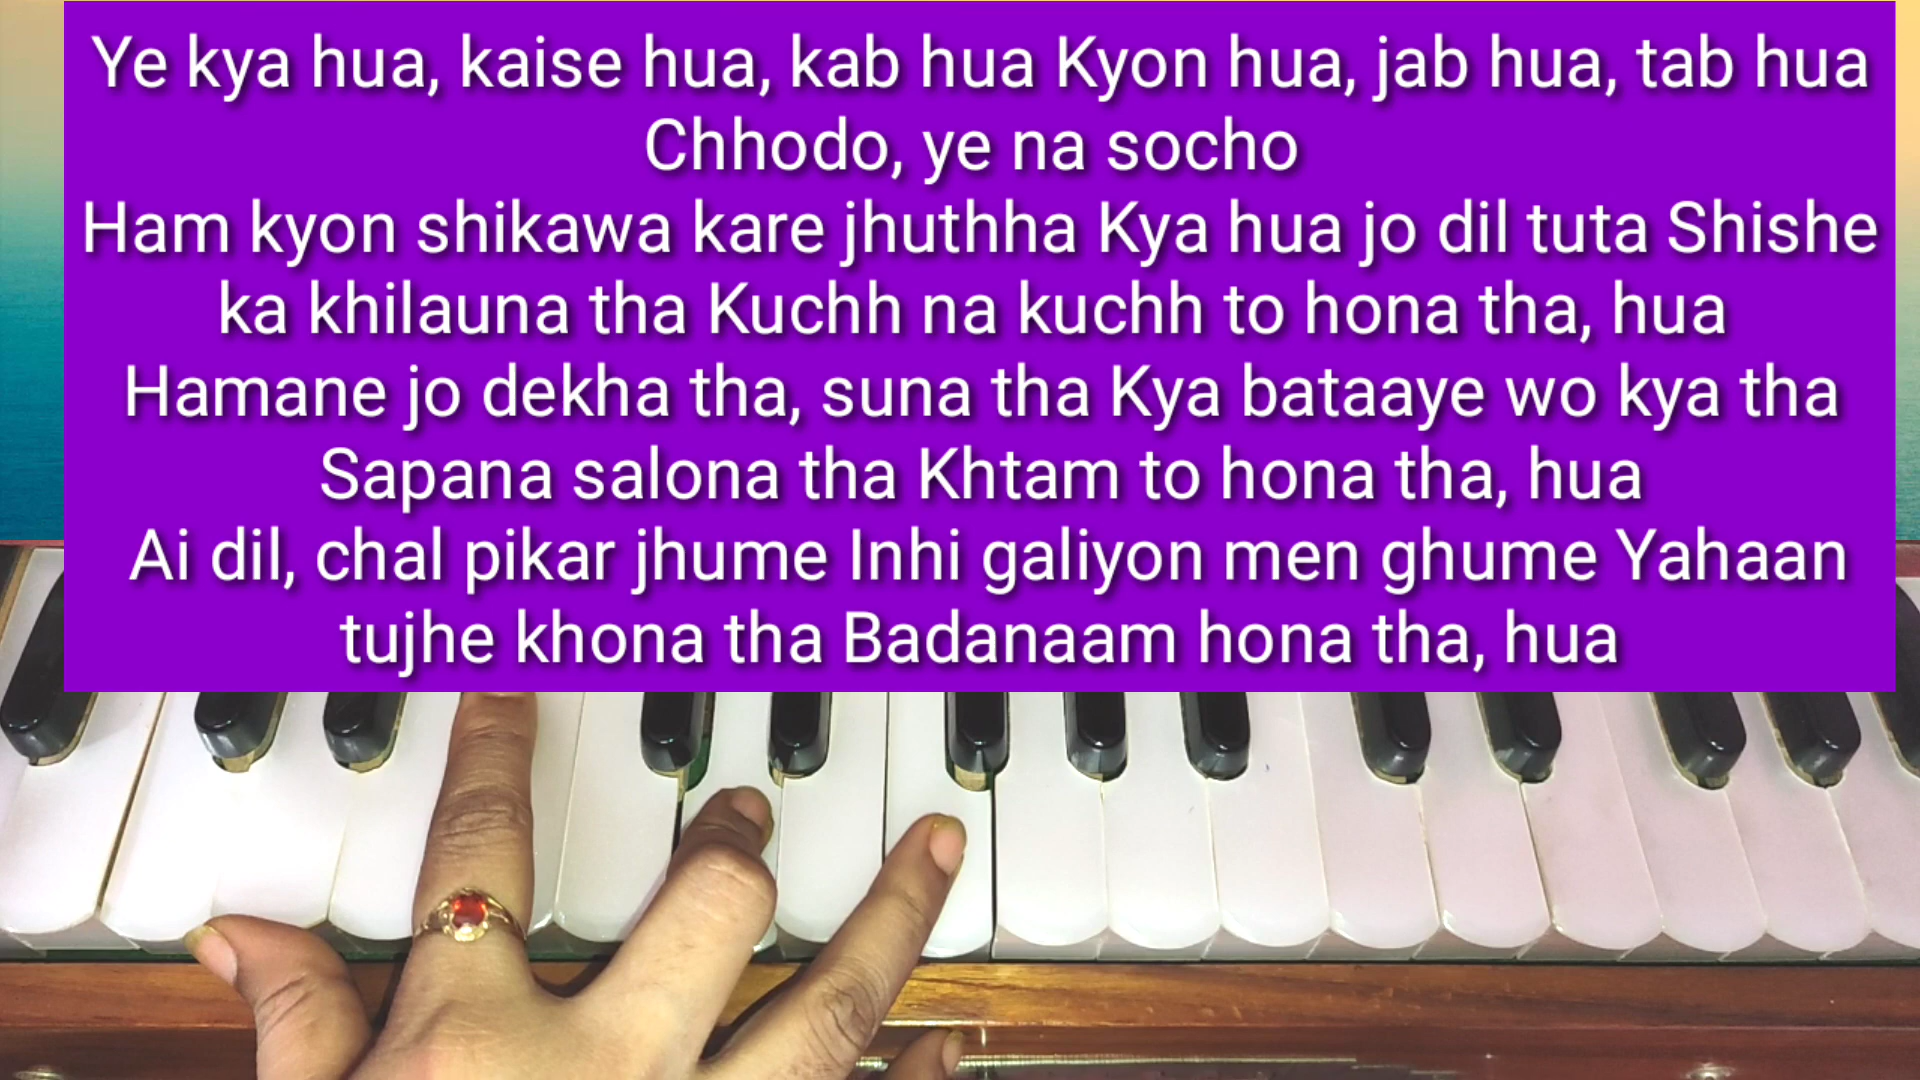 Ye kya hua, kaise hua, kab hua Kyon hua, jab hua, tab hua
Chhodo, ye na socho
Ham kyon shikawa kare jhuthha Kya hua jo dil tuta Shishe
ka khilauna tha Kuchh na kuchh to hona tha, hua
Hamane jo dekha tha, suna tha Kya bataaye wo kya tha
Sapana salona tha Khtam to hona tha, hua
Ai dil, chal pikar jhume Inhi galiyon men ghume Yahaan
tujhe khona tha Badanaam hona tha, hua